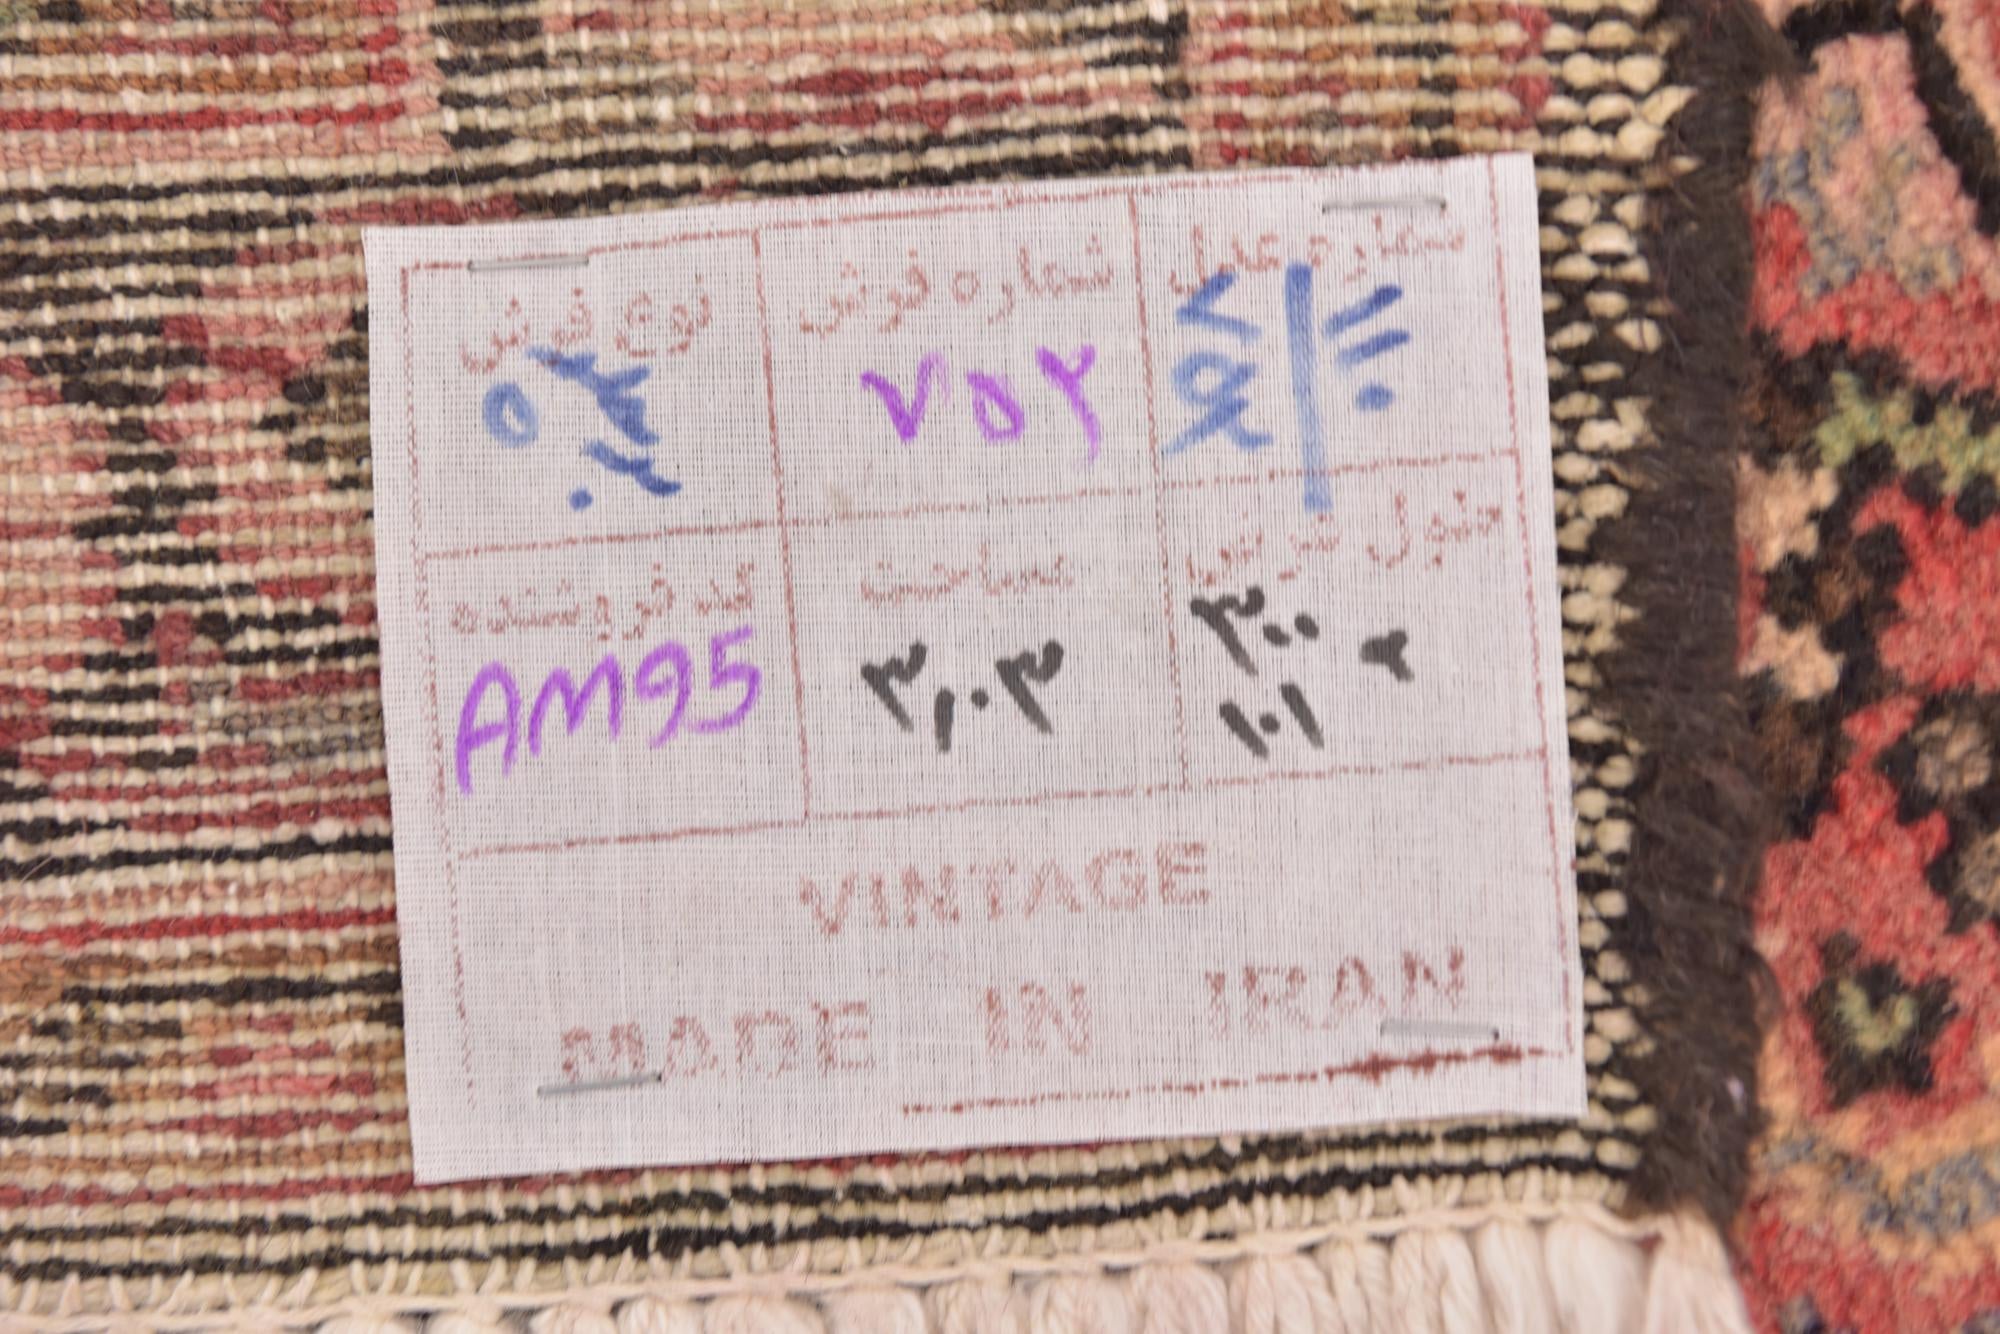 شماره عدل
شماره فرش
نوع فرش
۷۵۲
طول عرض
مساحت
کد فروشنده
۳۰۰
۱۰۱
۳٫۰۳
AM95
VINTAGE
MADE IN IRAN